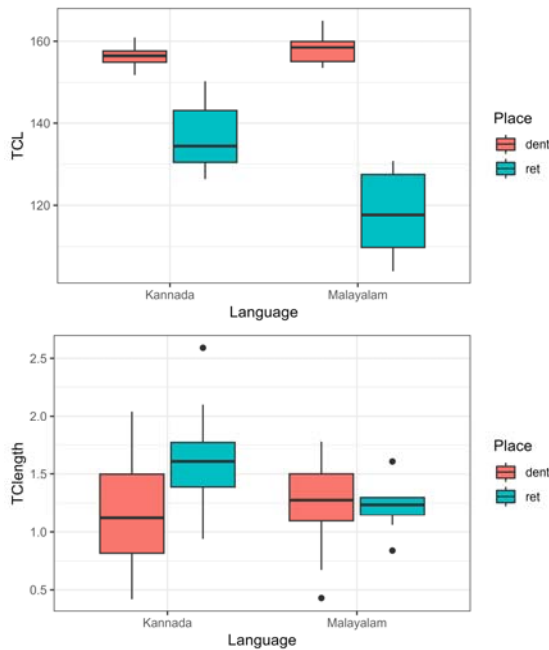 160
140
120
TCL
Kannada
Malayalam
Language
Place
dent
ret
2.5
2.0
1.5
1.0
0.5
TClength
Kannada
Malayalam
Language
Place
dent
ret